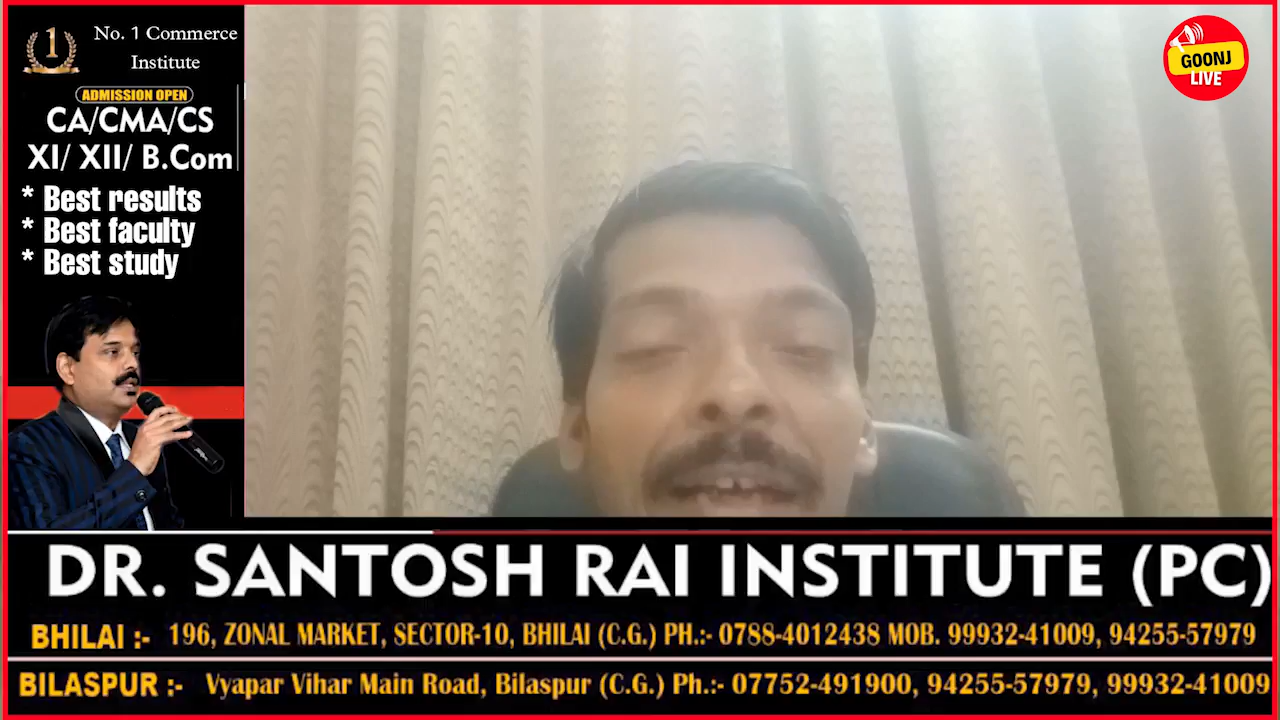 1
No. 1 Commerce
Institute
ADMISSION OPEN
CA/CMA/CS
XI/ XII/ B.Com
* Best results
* Best faculty
* Best study
GOONJ
LIVE
DR. SANTOSH RAI INSTITUTE (PC)
BHILAI :- 196, ZONAL MARKET, SECTOR-10, BHILAI (C.G.) PH.:- 0788-4012438 MOB. 99932-41009, 94255-57979
BILASPUR :- Vyapar Vihar Main Road, Bilaspur (C.G.) Ph.:- 07752-491900, 94255-57979, 99932-41009